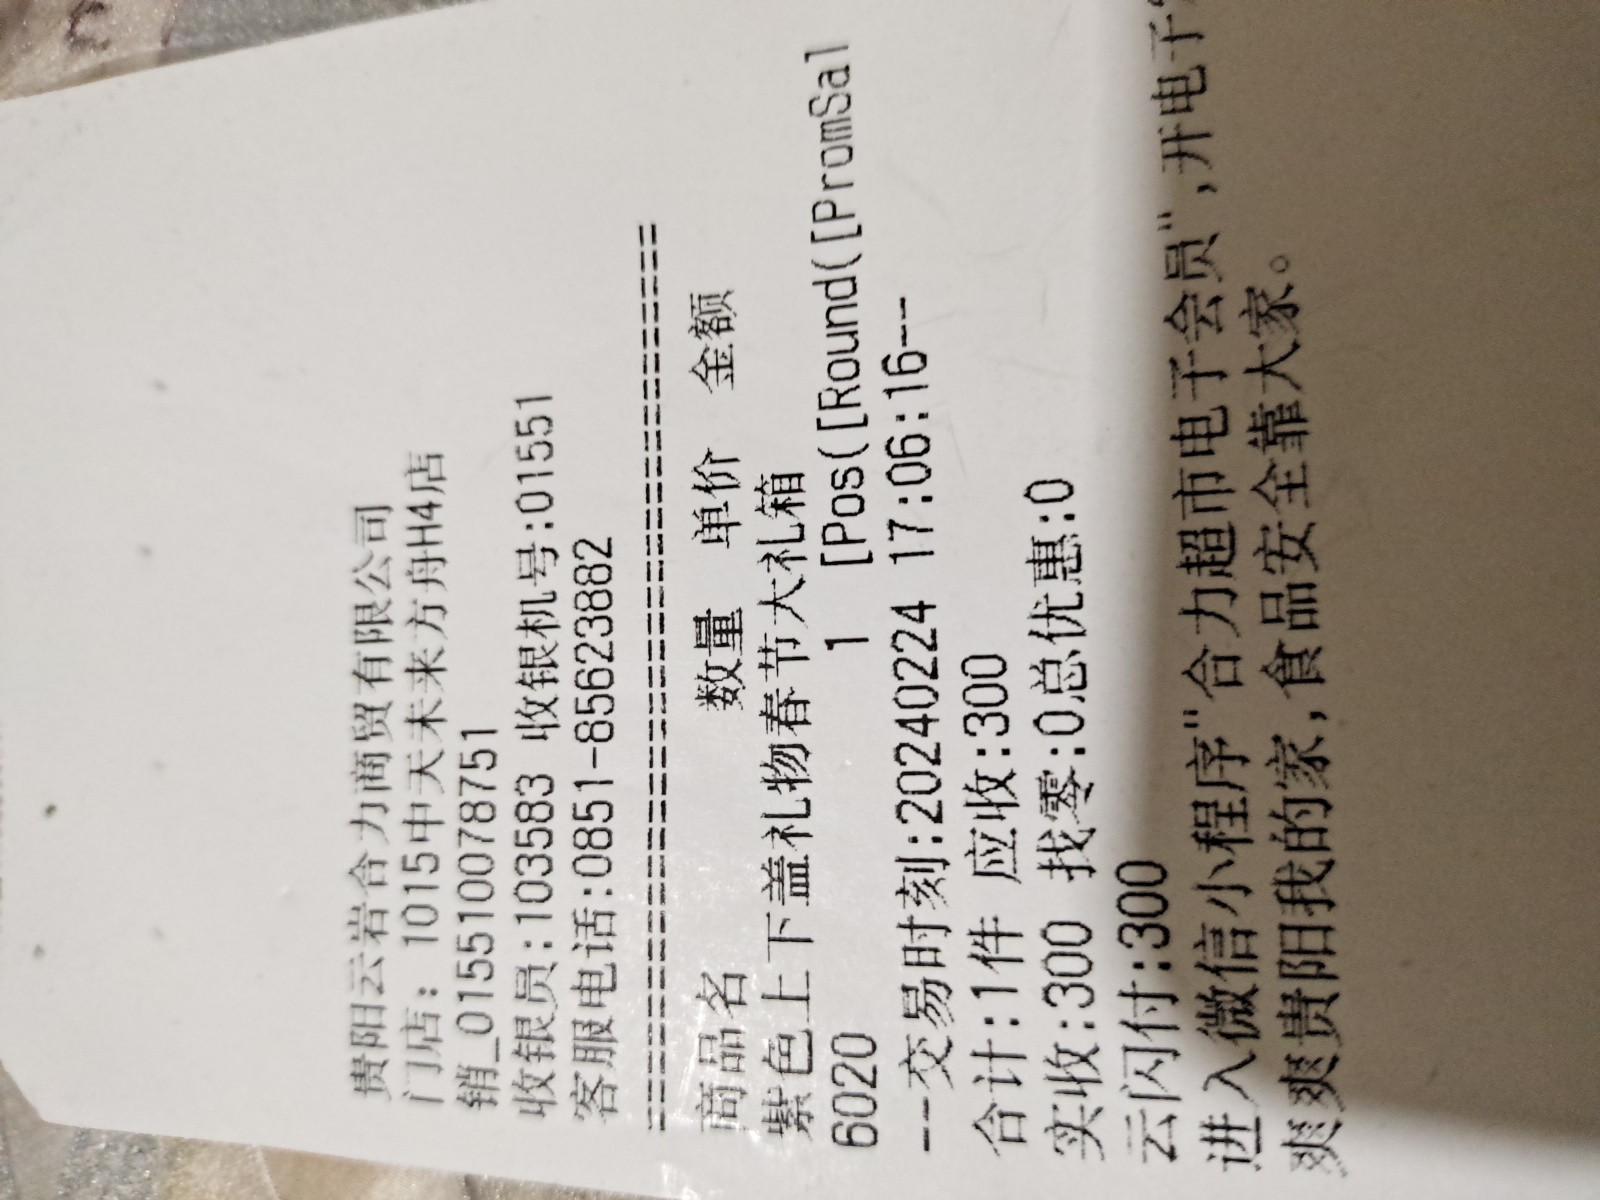 贵阳云岩合力商贸有限公司
门店: 1015中天未来方舟H4店
销_015510078751
收银员:103583 收银机号:01551
客服电话:0851-85623882
================================
商品名 数量 单价 金额
紫色上下盖礼物春节大礼箱
6020 1 [Pos([Round([PromSal
--交易时刻:20240224 17:06:16---
合计:1件 应收:300
实收:300 找零:0总优惠:0
云闪付:300
进入微信小程序"合力超市电子会员",开电子
爽爽贵阳我的家,食品安全靠大家。